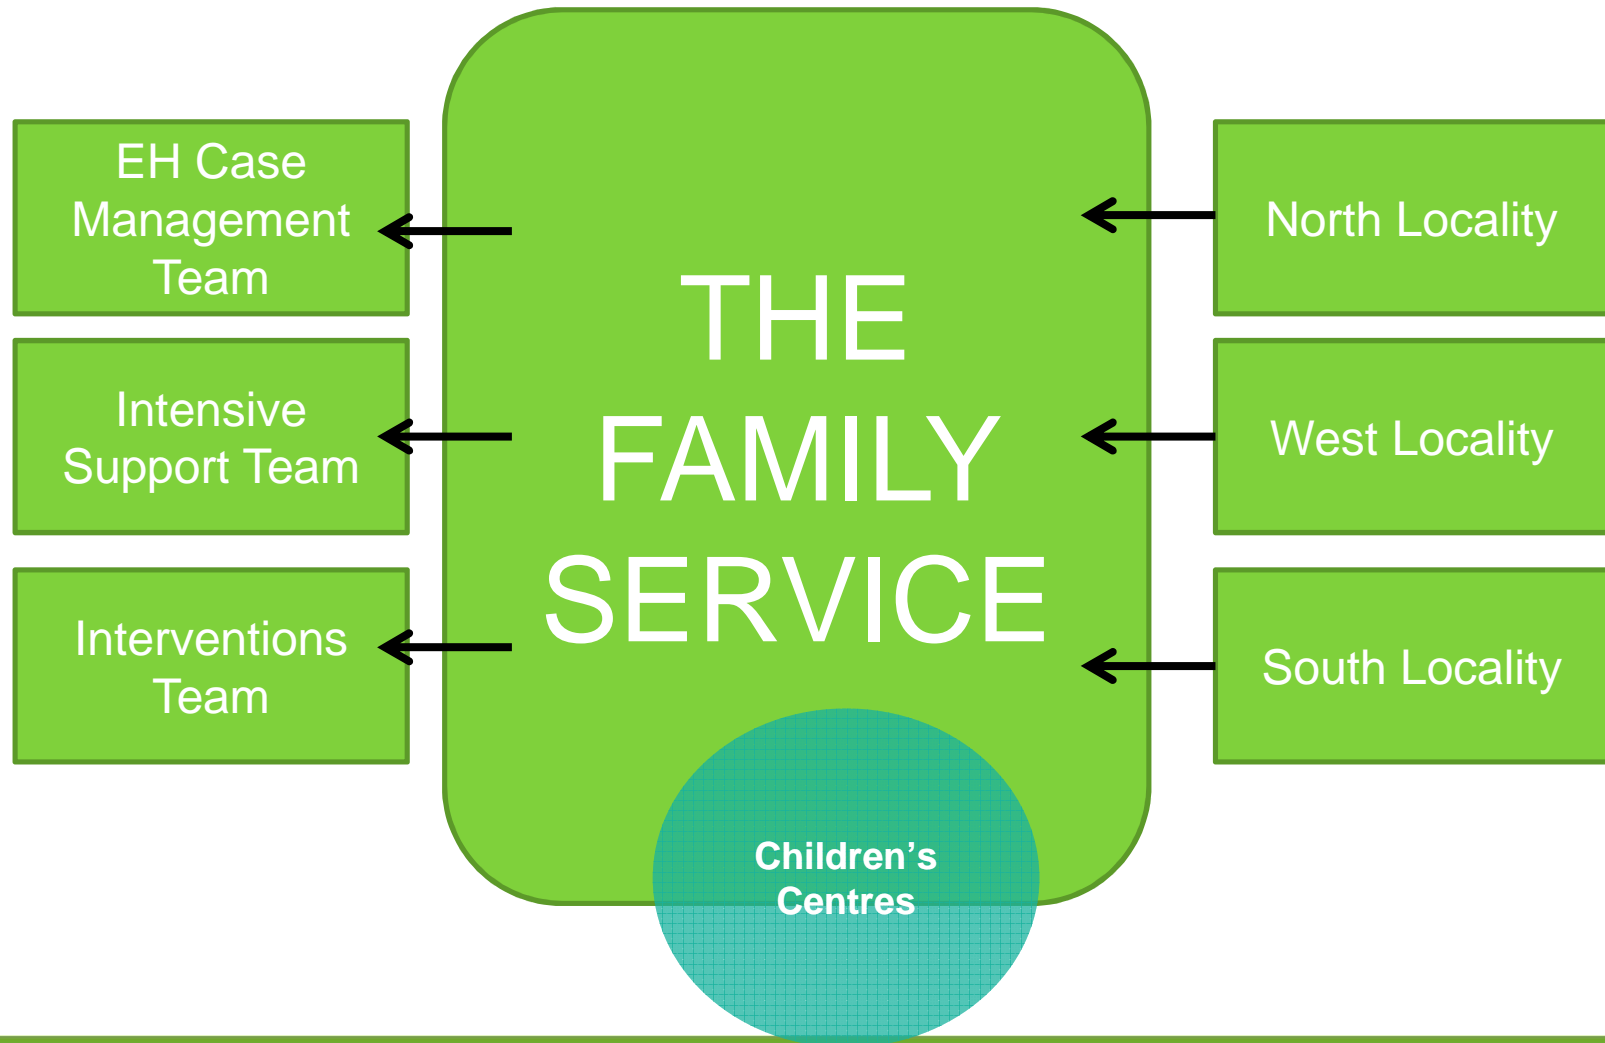 EH Case
Management
Team
Intensive
Support Team
Interventions
Team
THE
FAMILY
SERVICE
Children’s
Centres
North Locality
West Locality
South Locality